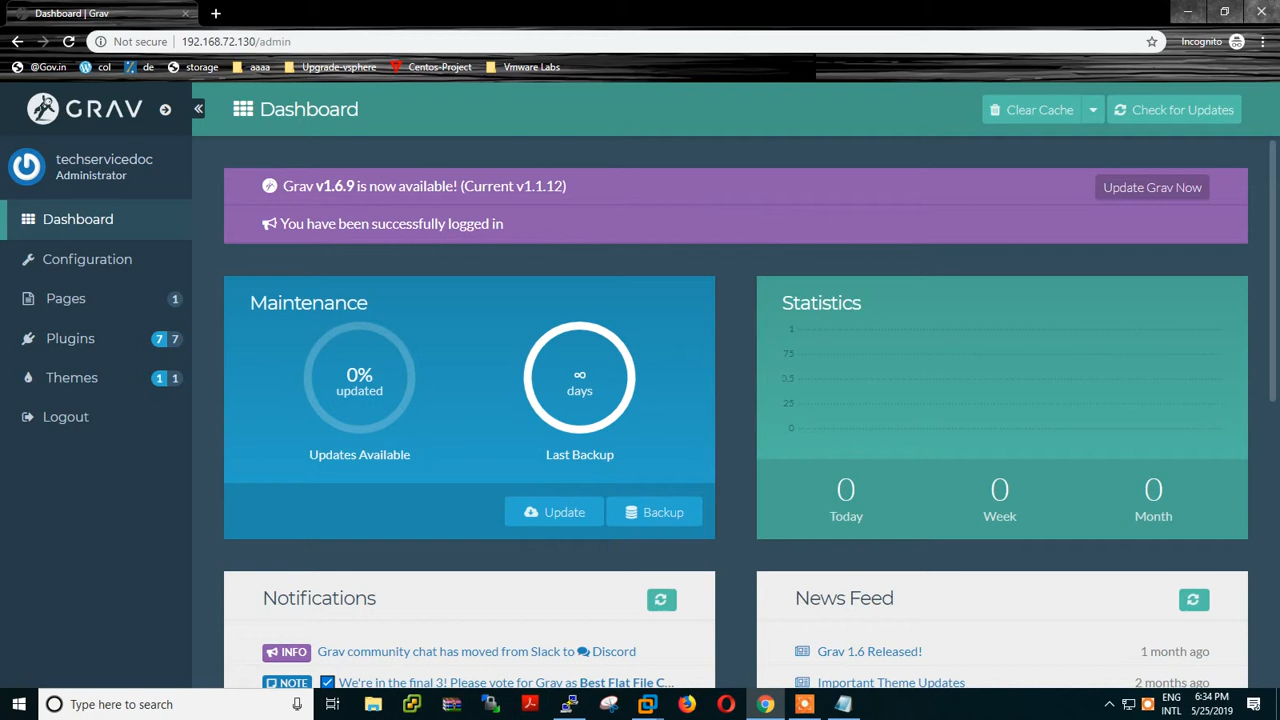 Dashboard | Grav
Not secure | 192.168.72.130/admin
Incognito
@Gov.in col de storage aaaa Upgrade-vsphere Centos-Project Vmware Labs
GRAV
Dashboard
Clear Cache
Check for Updates
techservicedoc
Administrator
Dashboard
Configuration
Pages 1
Plugins 7 7
Themes 1 1
Logout
Grav v1.6.9 is now available! (Current v1.1.12)
Update Grav Now
You have been successfully logged in
Maintenance
0%
updated
Updates Available
∞
days
Last Backup
Update
Backup
Statistics
1
75
0.5
25
0
0 0 0
Today Week Month
Notifications
INFO Grav community chat has moved from Slack to Discord
NOTE We're in the final 3! Please vote for Grav as Best Flat File C...
News Feed
Grav 1.6 Released! 1 month ago
Important Theme Updates 2 months ago
Type here to search
ENG
INTL
6:34 PM
5/25/2019